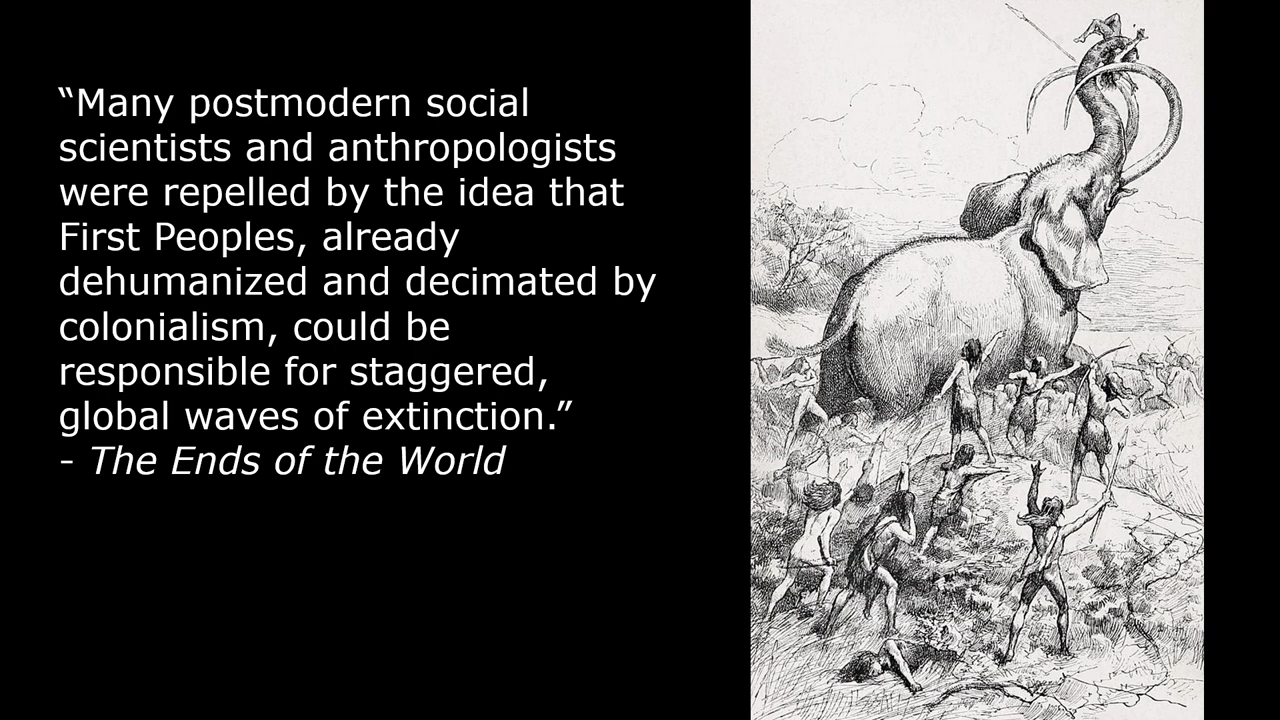 “Many postmodern social
scientists and anthropologists
were repelled by the idea that
First Peoples, already
dehumanized and decimated by
colonialism, could be
responsible for staggered,
global waves of extinction.”
- The Ends of the World